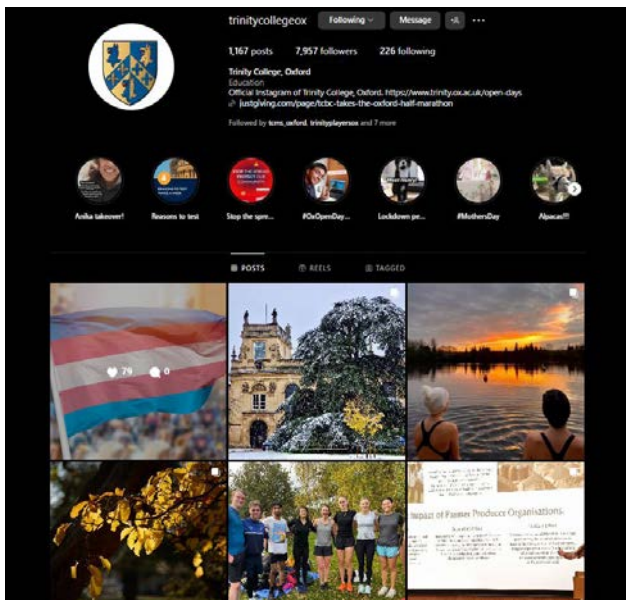 trinitycollegeox Following Message
1,167 posts 7,957 followers 226 following
Trinity College, Oxford
Education
Official Instagram of Trinity College, Oxford. https://www.trinity.ox.ac.uk/open-days
justgiving.com/page/tcbc-takes-the-oxford-half-marathon
Followed by tcms_oxford, trinityplayersox and 7 more
Anika takeover! Reasons to test Stop the spre... #OxOpenDay... Lockdown pe... #MothersDay Alpacas!!!
POSTS REELS TAGGED
79 0
Impact of Farmer Producer Organisations